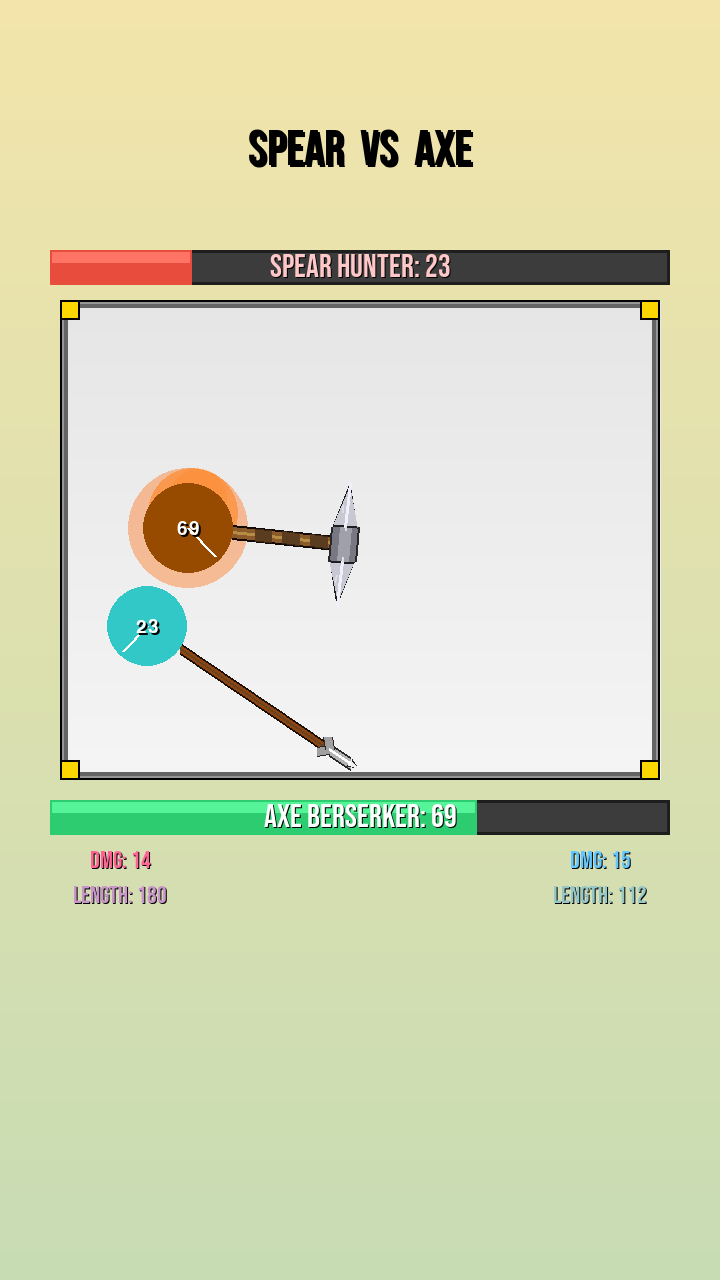 SPEAR VS AXE
SPEAR HUNTER: 23
69
23
AXE BERSERKER: 69
DMG: 14
DMG: 15
LENGTH: 180
LENGTH: 112